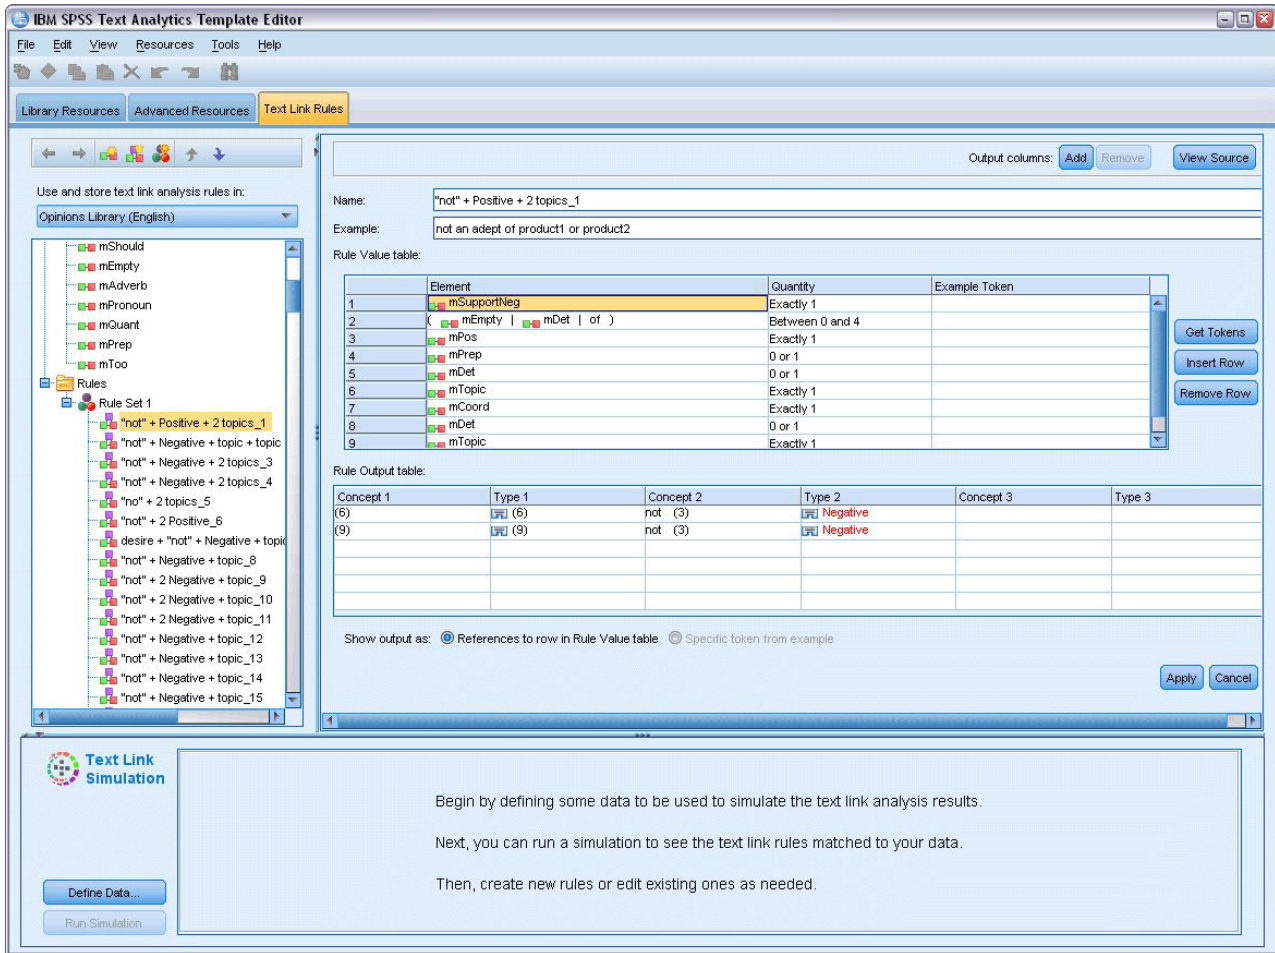 IBM SPSS Text Analytics Template Editor
File Edit View Resources Tools Help
Library Resources Advanced Resources Text Link Rules
Output columns: Add Remove View Source
Use and store text link analysis rules in:
Opinions Library (English)
mShould
mEmpty
mAdverb
mPronoun
mQuant
mPrep
mToo
Rules
Rule Set 1
"not" + Positive + 2 topics_1
"not" + Negative + topic + topic
"not" + Negative + 2 topics_3
"not" + Negative + 2 topics_4
"no" + 2 topics_5
"not" + 2 Positive_6
desire + "not" + Negative + topic
"not" + Negative + topic_8
"not" + 2 Negative + topic_9
"not" + 2 Negative + topic_10
"not" + 2 Negative + topic_11
"not" + Negative + topic_12
"not" + Negative + topic_13
"not" + Negative + topic_14
"not" + Negative + topic_15
Name: "not" + Positive + 2 topics_1
Example: not an adept of product1 or product2
Rule Value table:
Element Quantity Example Token
1 mSupportNeg Exactly 1
2 ( mEmpty | mDet | of ) Between 0 and 4
3 mPos Exactly 1
4 mPrep 0 or 1
5 mDet 0 or 1
6 mTopic Exactly 1
7 mCoord Exactly 1
8 mDet 0 or 1
9 mTopic Exactly 1
Get Tokens
Insert Row
Remove Row
Rule Output table:
Concept 1 Type 1 Concept 2 Type 2 Concept 3 Type 3
(6) (6) not (3) Negative
(9) (9) not (3) Negative
Show output as: References to row in Rule Value table Specific token from example
Apply Cancel
Text Link
Simulation
Define Data...
Run Simulation
Begin by defining some data to be used to simulate the text link analysis results.
Next, you can run a simulation to see the text link rules matched to your data.
Then, create new rules or edit existing ones as needed.